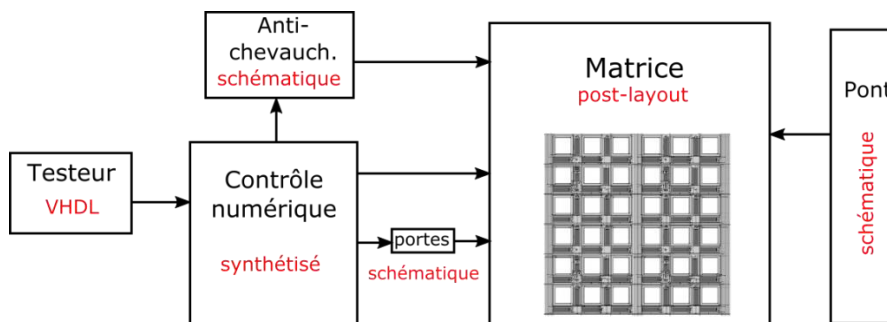 Anti-
chevauch.
schématique
Matrice
post-layout
Pont
schématique
Testeur
VHDL
Contrôle
numérique
synthétisé
portes
schématique